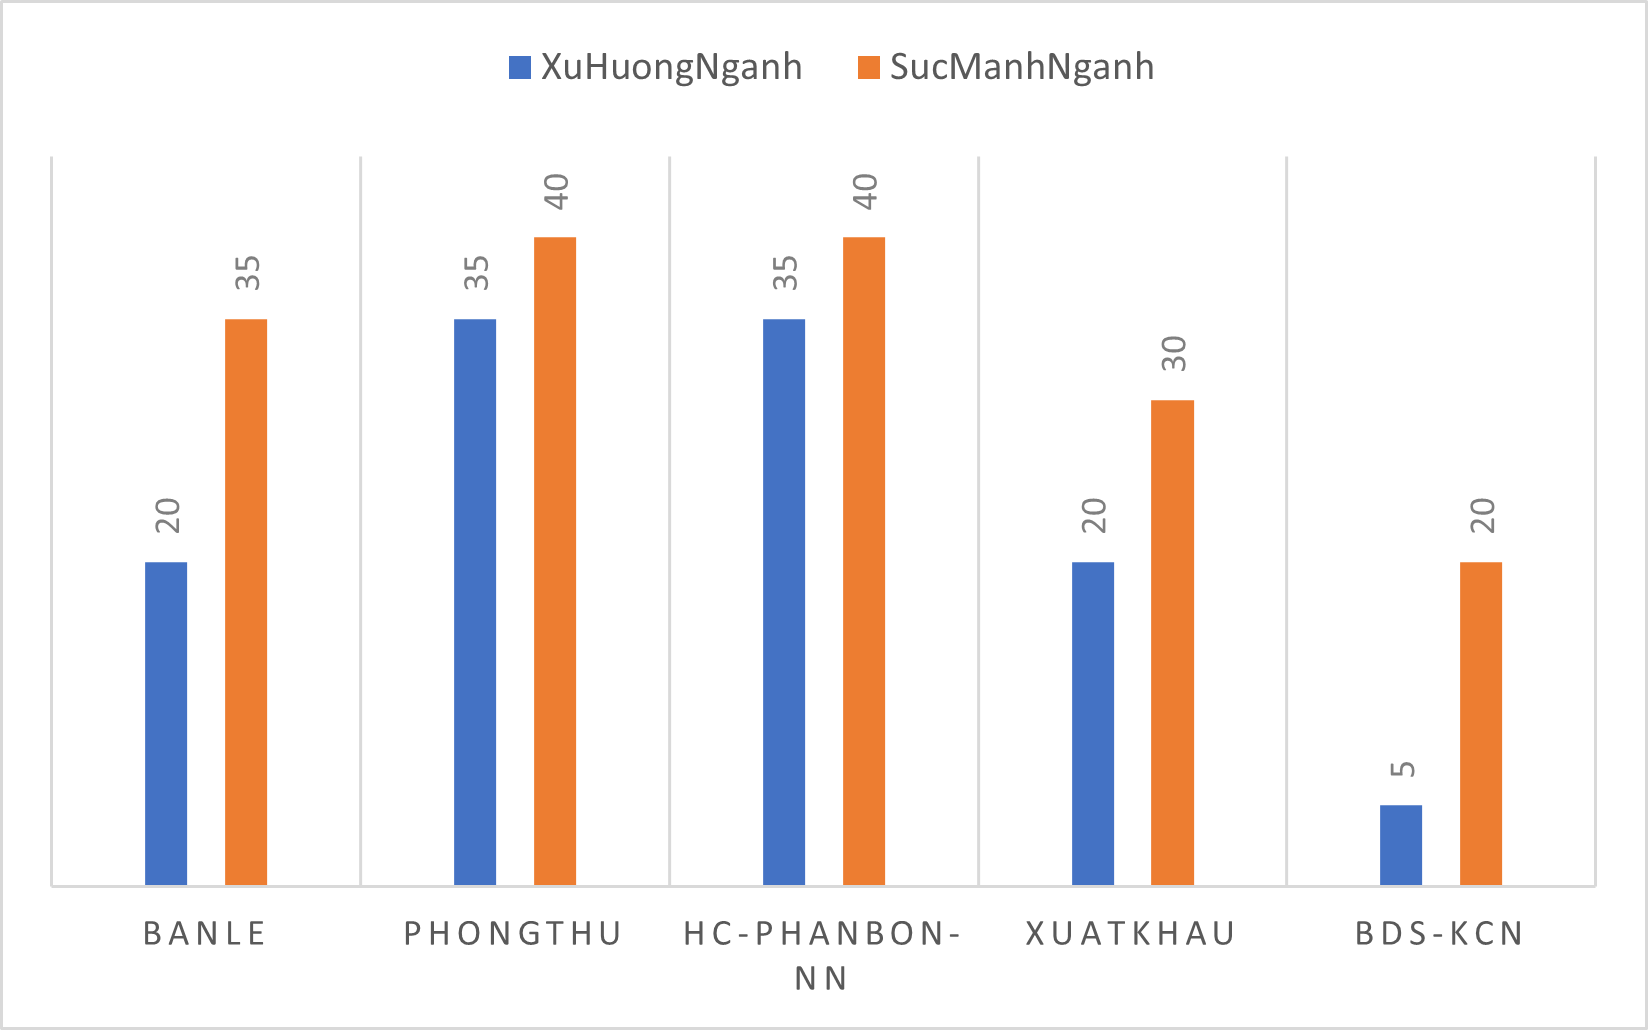 XuHuongNganh SucManhNganh
20 35 35 40 35 40 20 30 5 20
BANLE PHONGTHU HC-PHANBON- XUATKHAU BDS-KCN
NN